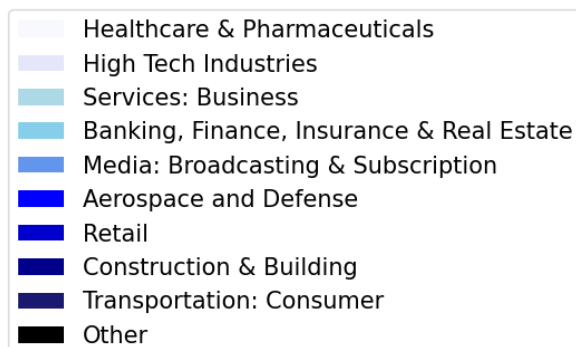 Healthcare & Pharmaceuticals
High Tech Industries
Services: Business
Banking, Finance, Insurance & Real Estate
Media: Broadcasting & Subscription
Aerospace and Defense
Retail
Construction & Building
Transportation: Consumer
Other